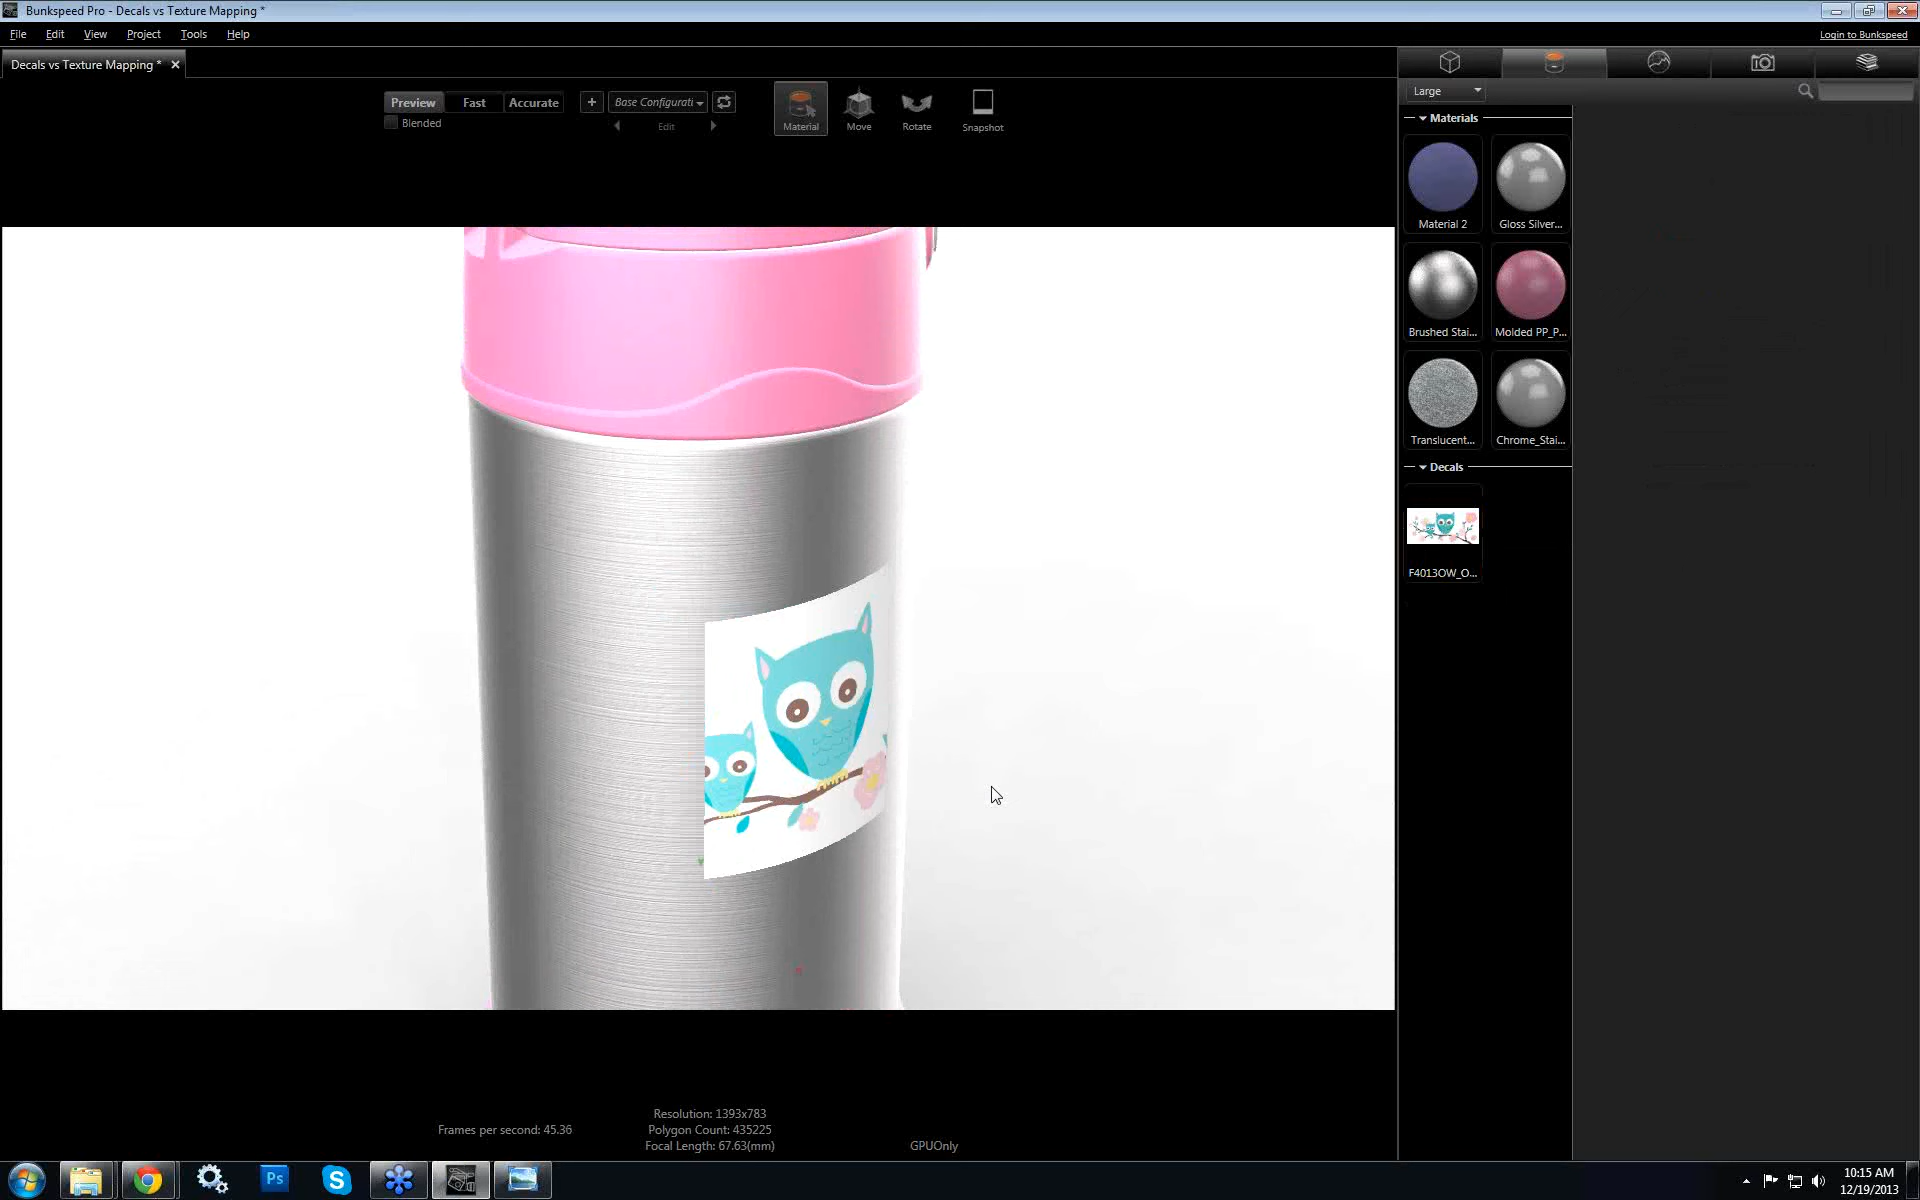 Bunkspeed Pro - Decals vs Texture Mapping *
File Edit View Project Tools Help
Login to Bunkspeed
Decals vs Texture Mapping * ×
Preview Fast Accurate
Blended
+ Base Configurati
Edit
Material Move Rotate Snapshot
Large
Materials
Material 2 Gloss Silver...
Brushed Stai... Molded PP_P...
Translucent... Chrome_Stai...
Decals
F4013OW_O...
Frames per second: 45.36
Resolution: 1393x783
Polygon Count: 435225
Focal Length: 67.63(mm)
GPUOnly
Ps
S
10:15 AM
12/19/2013